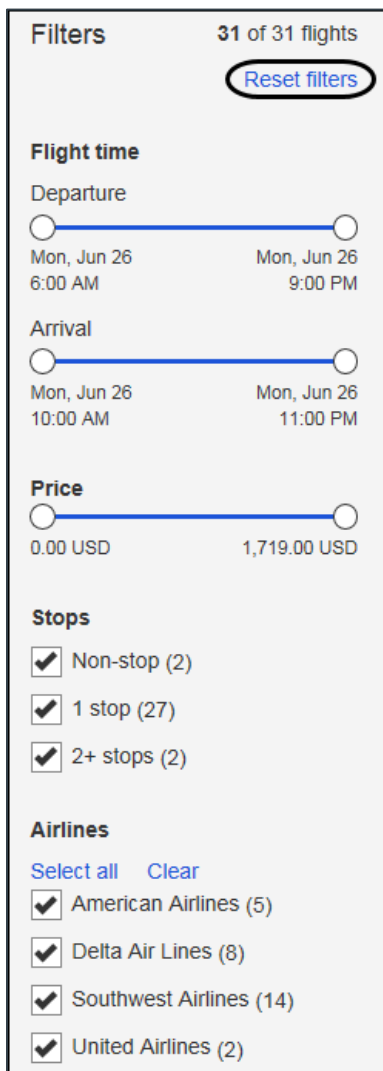 Filters 31 of 31 flights
Reset filters
Flight time
Departure
Mon, Jun 26 Mon, Jun 26
6:00 AM 9:00 PM
Arrival
Mon, Jun 26 Mon, Jun 26
10:00 AM 11:00 PM
Price
0.00 USD 1,719.00 USD
Stops
Non-stop (2)
1 stop (27)
2+ stops (2)
Airlines
Select all Clear
American Airlines (5)
Delta Air Lines (8)
Southwest Airlines (14)
United Airlines (2)